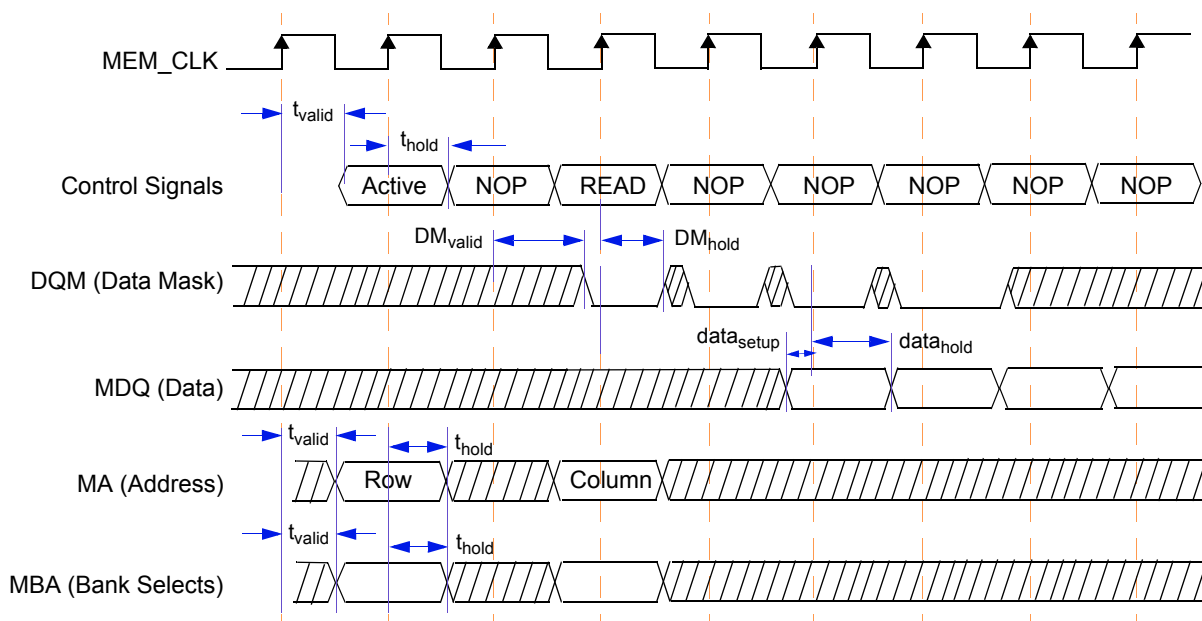 MEM_CLK
tvalid
thold
Control Signals Active NOP READ NOP NOP NOP NOP NOP
DMvalid DMhold
DQM (Data Mask)
datasetup datahold
MDQ (Data)
tvalid thold
MA (Address) Row Column
tvalid thold
MBA (Bank Selects)